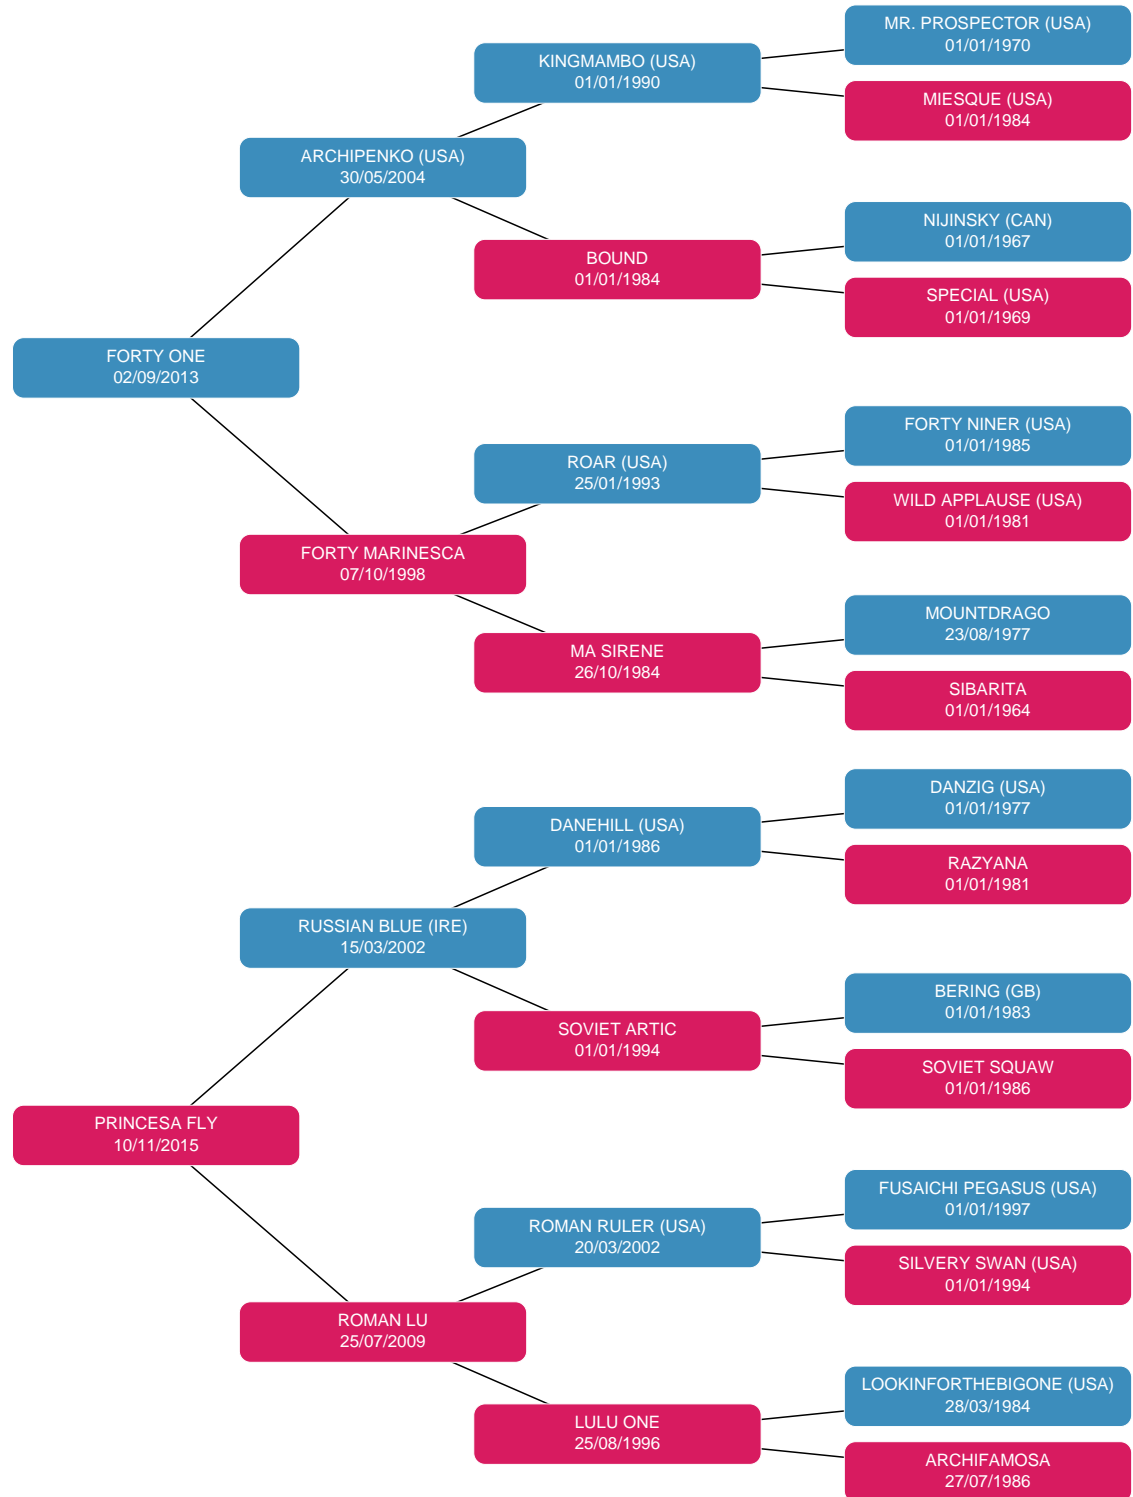 MR. PROSPECTOR (USA)
01/01/1970
KINGMAMBO (USA)
01/01/1990
MIESQUE (USA)
01/01/1984
ARCHIPENKO (USA)
30/05/2004
NIJINSKY (CAN)
01/01/1967
BOUND
01/01/1984
SPECIAL (USA)
01/01/1969
FORTY ONE
02/09/2013
FORTY NINER (USA)
01/01/1985
ROAR (USA)
25/01/1993
WILD APPLAUSE (USA)
01/01/1981
FORTY MARINESCA
07/10/1998
MOUNTDRAGO
23/08/1977
MA SIRENE
26/10/1984
SIBARITA
01/01/1964
DANZIG (USA)
01/01/1977
DANEHILL (USA)
01/01/1986
RAZYANA
01/01/1981
RUSSIAN BLUE (IRE)
15/03/2002
BERING (GB)
01/01/1983
SOVIET ARTIC
01/01/1994
SOVIET SQUAW
01/01/1986
PRINCESA FLY
10/11/2015
FUSAICHI PEGASUS (USA)
01/01/1997
ROMAN RULER (USA)
20/03/2002
SILVERY SWAN (USA)
01/01/1994
ROMAN LU
25/07/2009
LOOKINFORTHEBIGONE (USA)
28/03/1984
LULU ONE
25/08/1996
ARCHIFAMOSA
27/07/1986